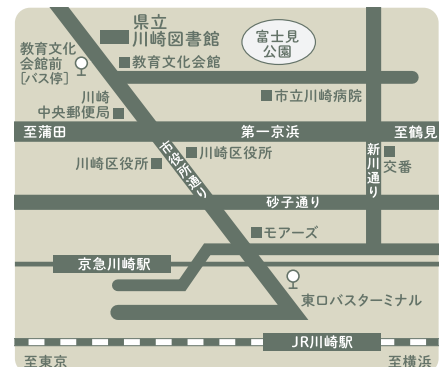 県立
川崎図書館
富士見
公園
教育文化
会館前
[バス停]
教育文化会館
川崎
中央郵便局
市立川崎病院
至蒲田
第一京浜
至鶴見
市役所通り
川崎区役所
川崎区役所
新川通り
交番
砂子通り
モアーズ
京急川崎駅
東口バスターミナル
JR川崎駅
至東京
至横浜